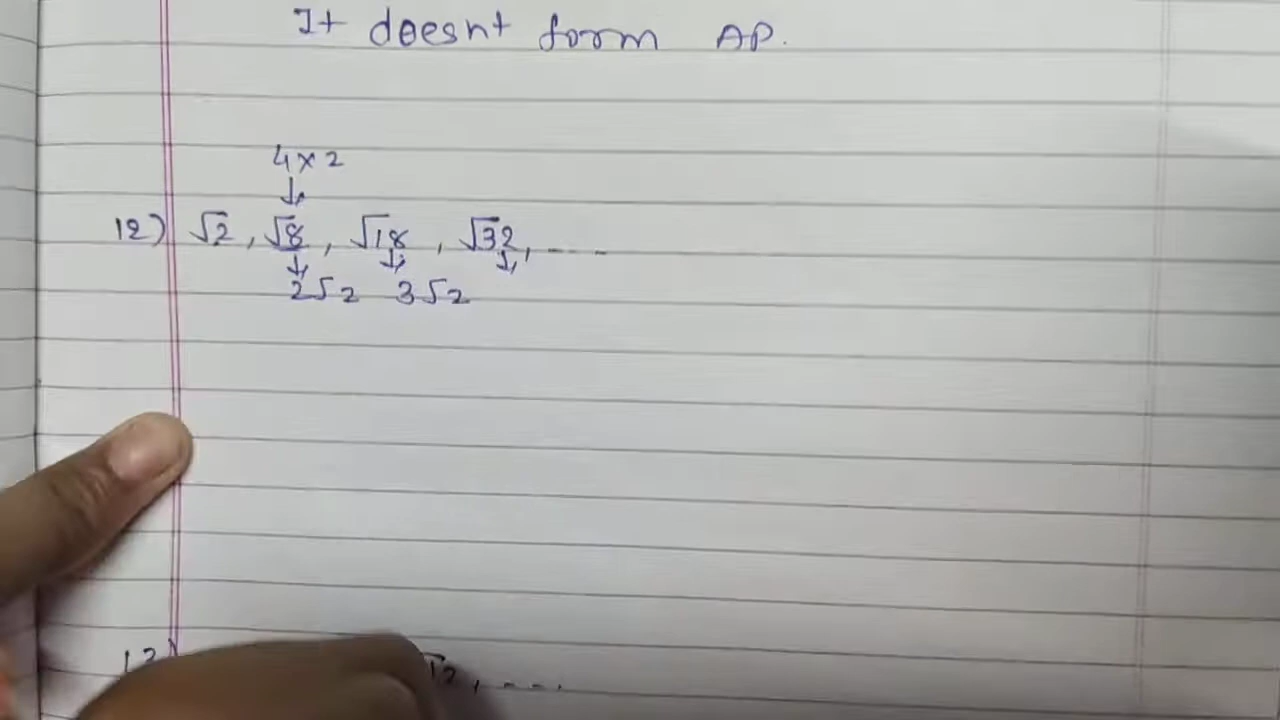 It doesnt form AP.
4 × 2
↓
12) √2 , √8 , √18 , √32 , ....
↓ ↓ ↓
2√2 3√2